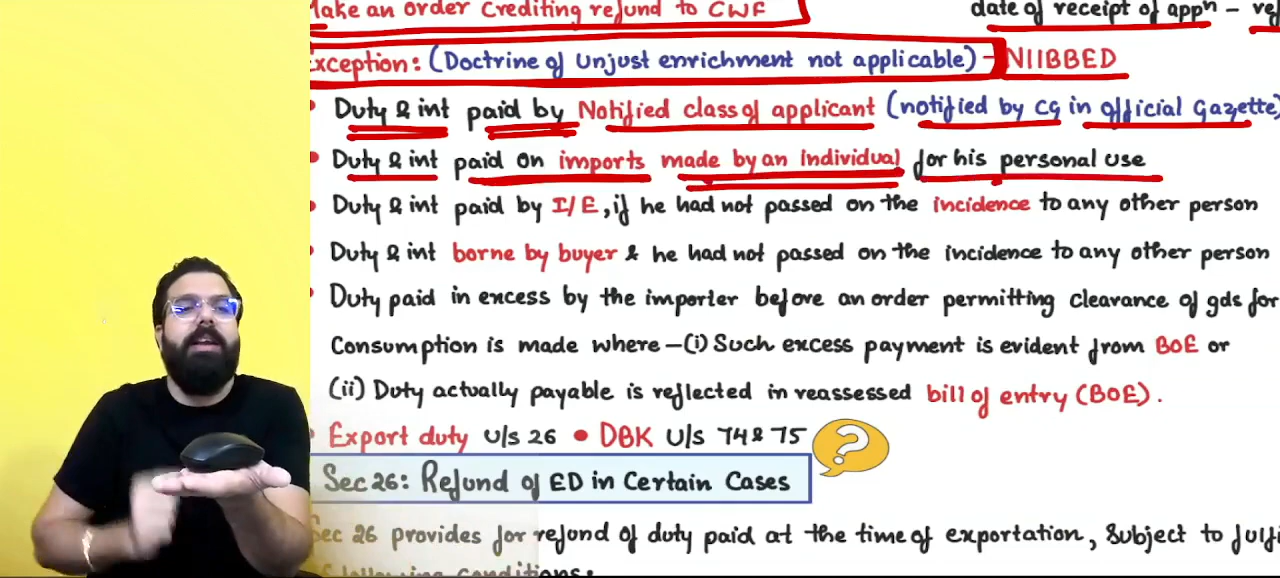 Make an order crediting refund to CWF
date of receipt of appⁿ -
Exception: (Doctrine of unjust enrichment not applicable) - NIIBBED
• Duty & int paid by Notified class of applicant (notified by CG in official Gazette)
• Duty & int paid on imports made by an Individual for his personal use
• Duty & int paid by I/E, if he had not passed on the incidence to any other person
• Duty & int borne by buyer & he had not passed on the incidence to any other person
• Duty paid in excess by the importer before an order permitting clearance of gds for
Consumption is made where -(i) Such excess payment is evident from BOE or
(ii) Duty actually payable is reflected in reassessed bill of entry (BOE).
• Export duty u/s 26 • DBK u/s 74 & 75 ?
Sec 26: Refund of ED in Certain Cases
Sec 26 provides for refund of duty paid at the time of exportation, subject to
of following conditions: